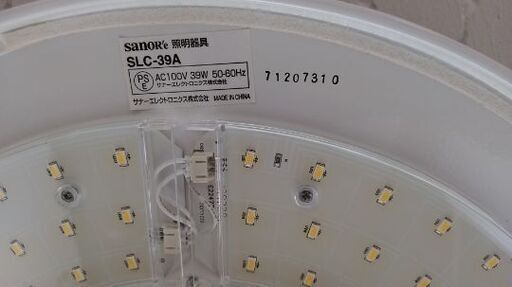 sanoR'e 照明器具
SLC-39A
PS
E
AC100V 39W 50-60Hz
サナーエレクトロニクス株式会社
サナーエレクトロニクス株式会社 MADE IN CHINA
71207310